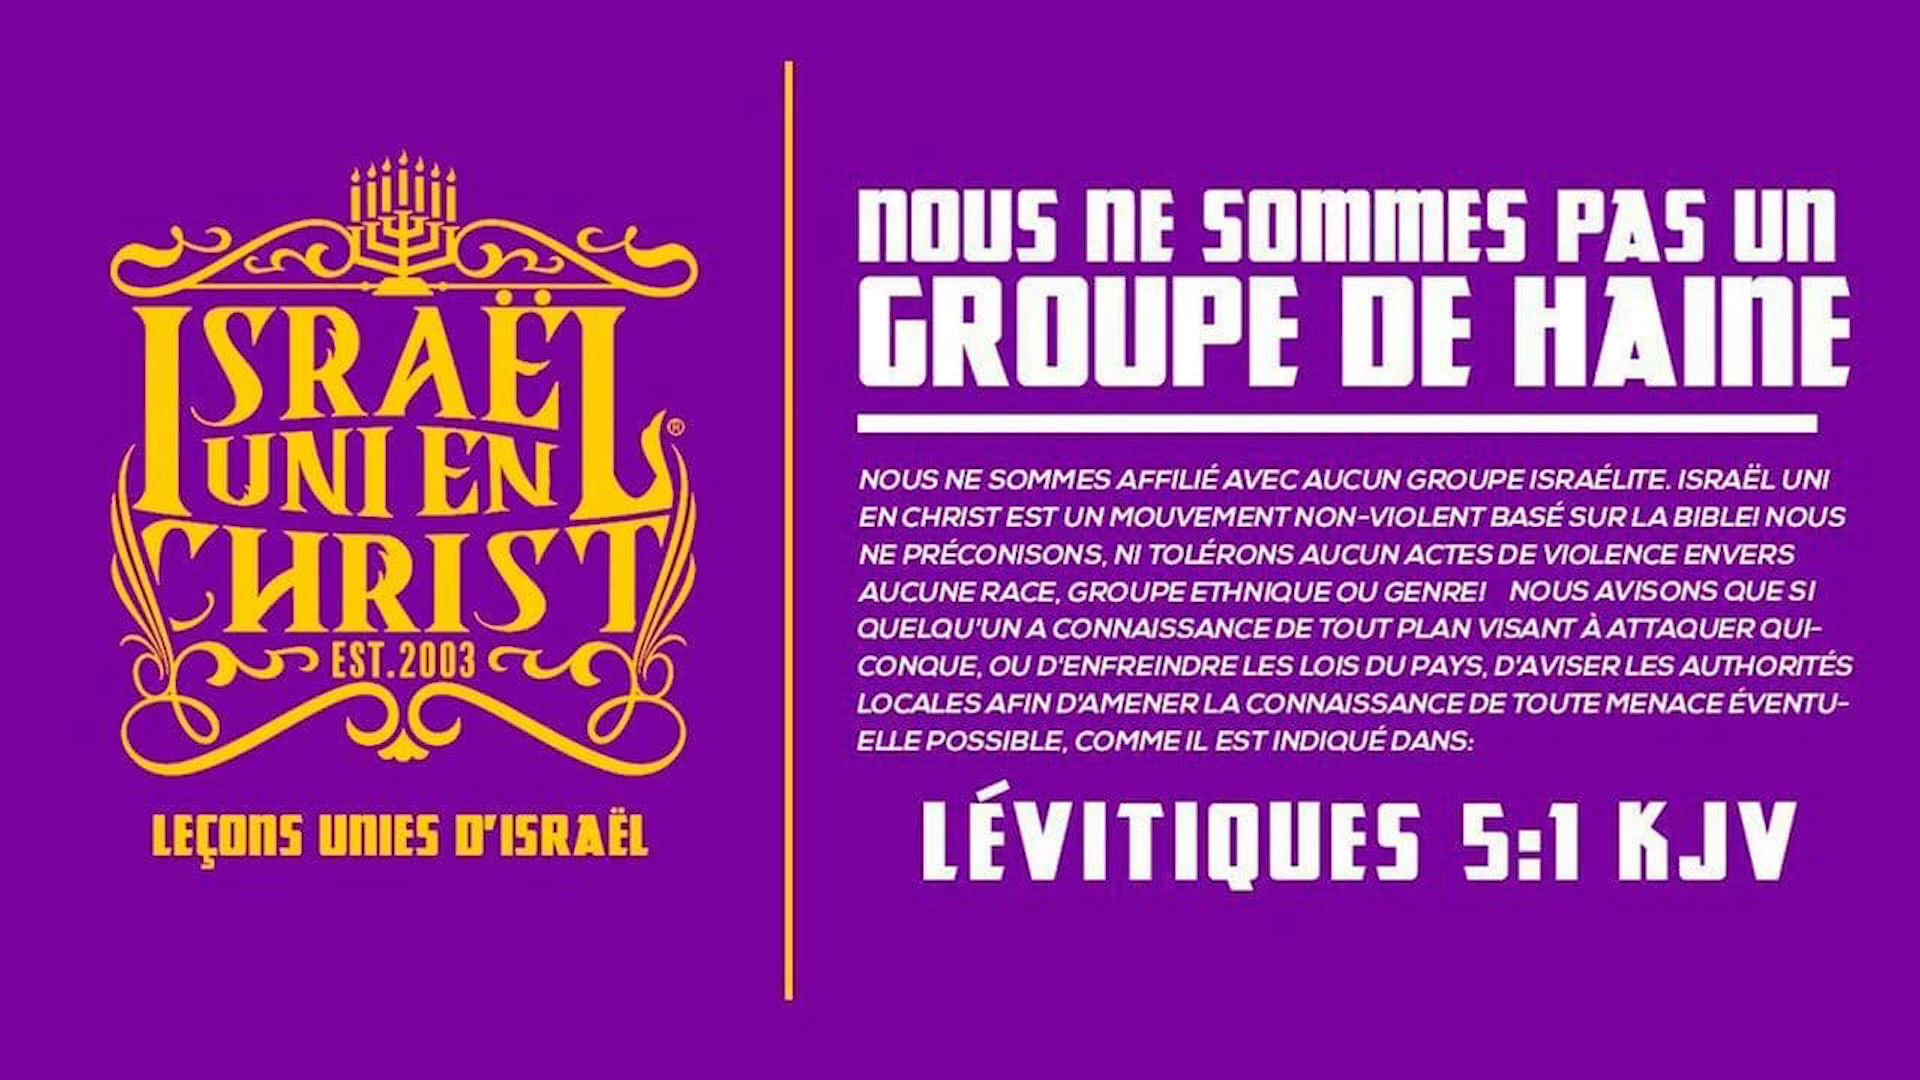 ISRAËL
UNI EN
CHRIST
®
EST.2003
LEÇONS UNIES D'ISRAËL
NOUS NE SOMMES PAS UN
GROUPE DE HAINE
NOUS NE SOMMES AFFILIÉ AVEC AUCUN GROUPE ISRAÉLITE. ISRAËL UNI
EN CHRIST EST UN MOUVEMENT NON-VIOLENT BASÉ SUR LA BIBLE! NOUS
NE PRÉCONISONS, NI TOLÉRONS AUCUN ACTES DE VIOLENCE ENVERS
AUCUNE RACE, GROUPE ETHNIQUE OU GENRE! NOUS AVISONS QUE SI
QUELQU'UN A CONNAISSANCE DE TOUT PLAN VISANT À ATTAQUER QUI-
CONQUE, OU D'ENFREINDRE LES LOIS DU PAYS, D'AVISER LES AUTHORITÉS
LOCALES AFIN D'AMENER LA CONNAISSANCE DE TOUTE MENACE ÉVENTU-
ELLE POSSIBLE, COMME IL EST INDIQUÉ DANS:
LÉVITIQUES 5:1 KJV